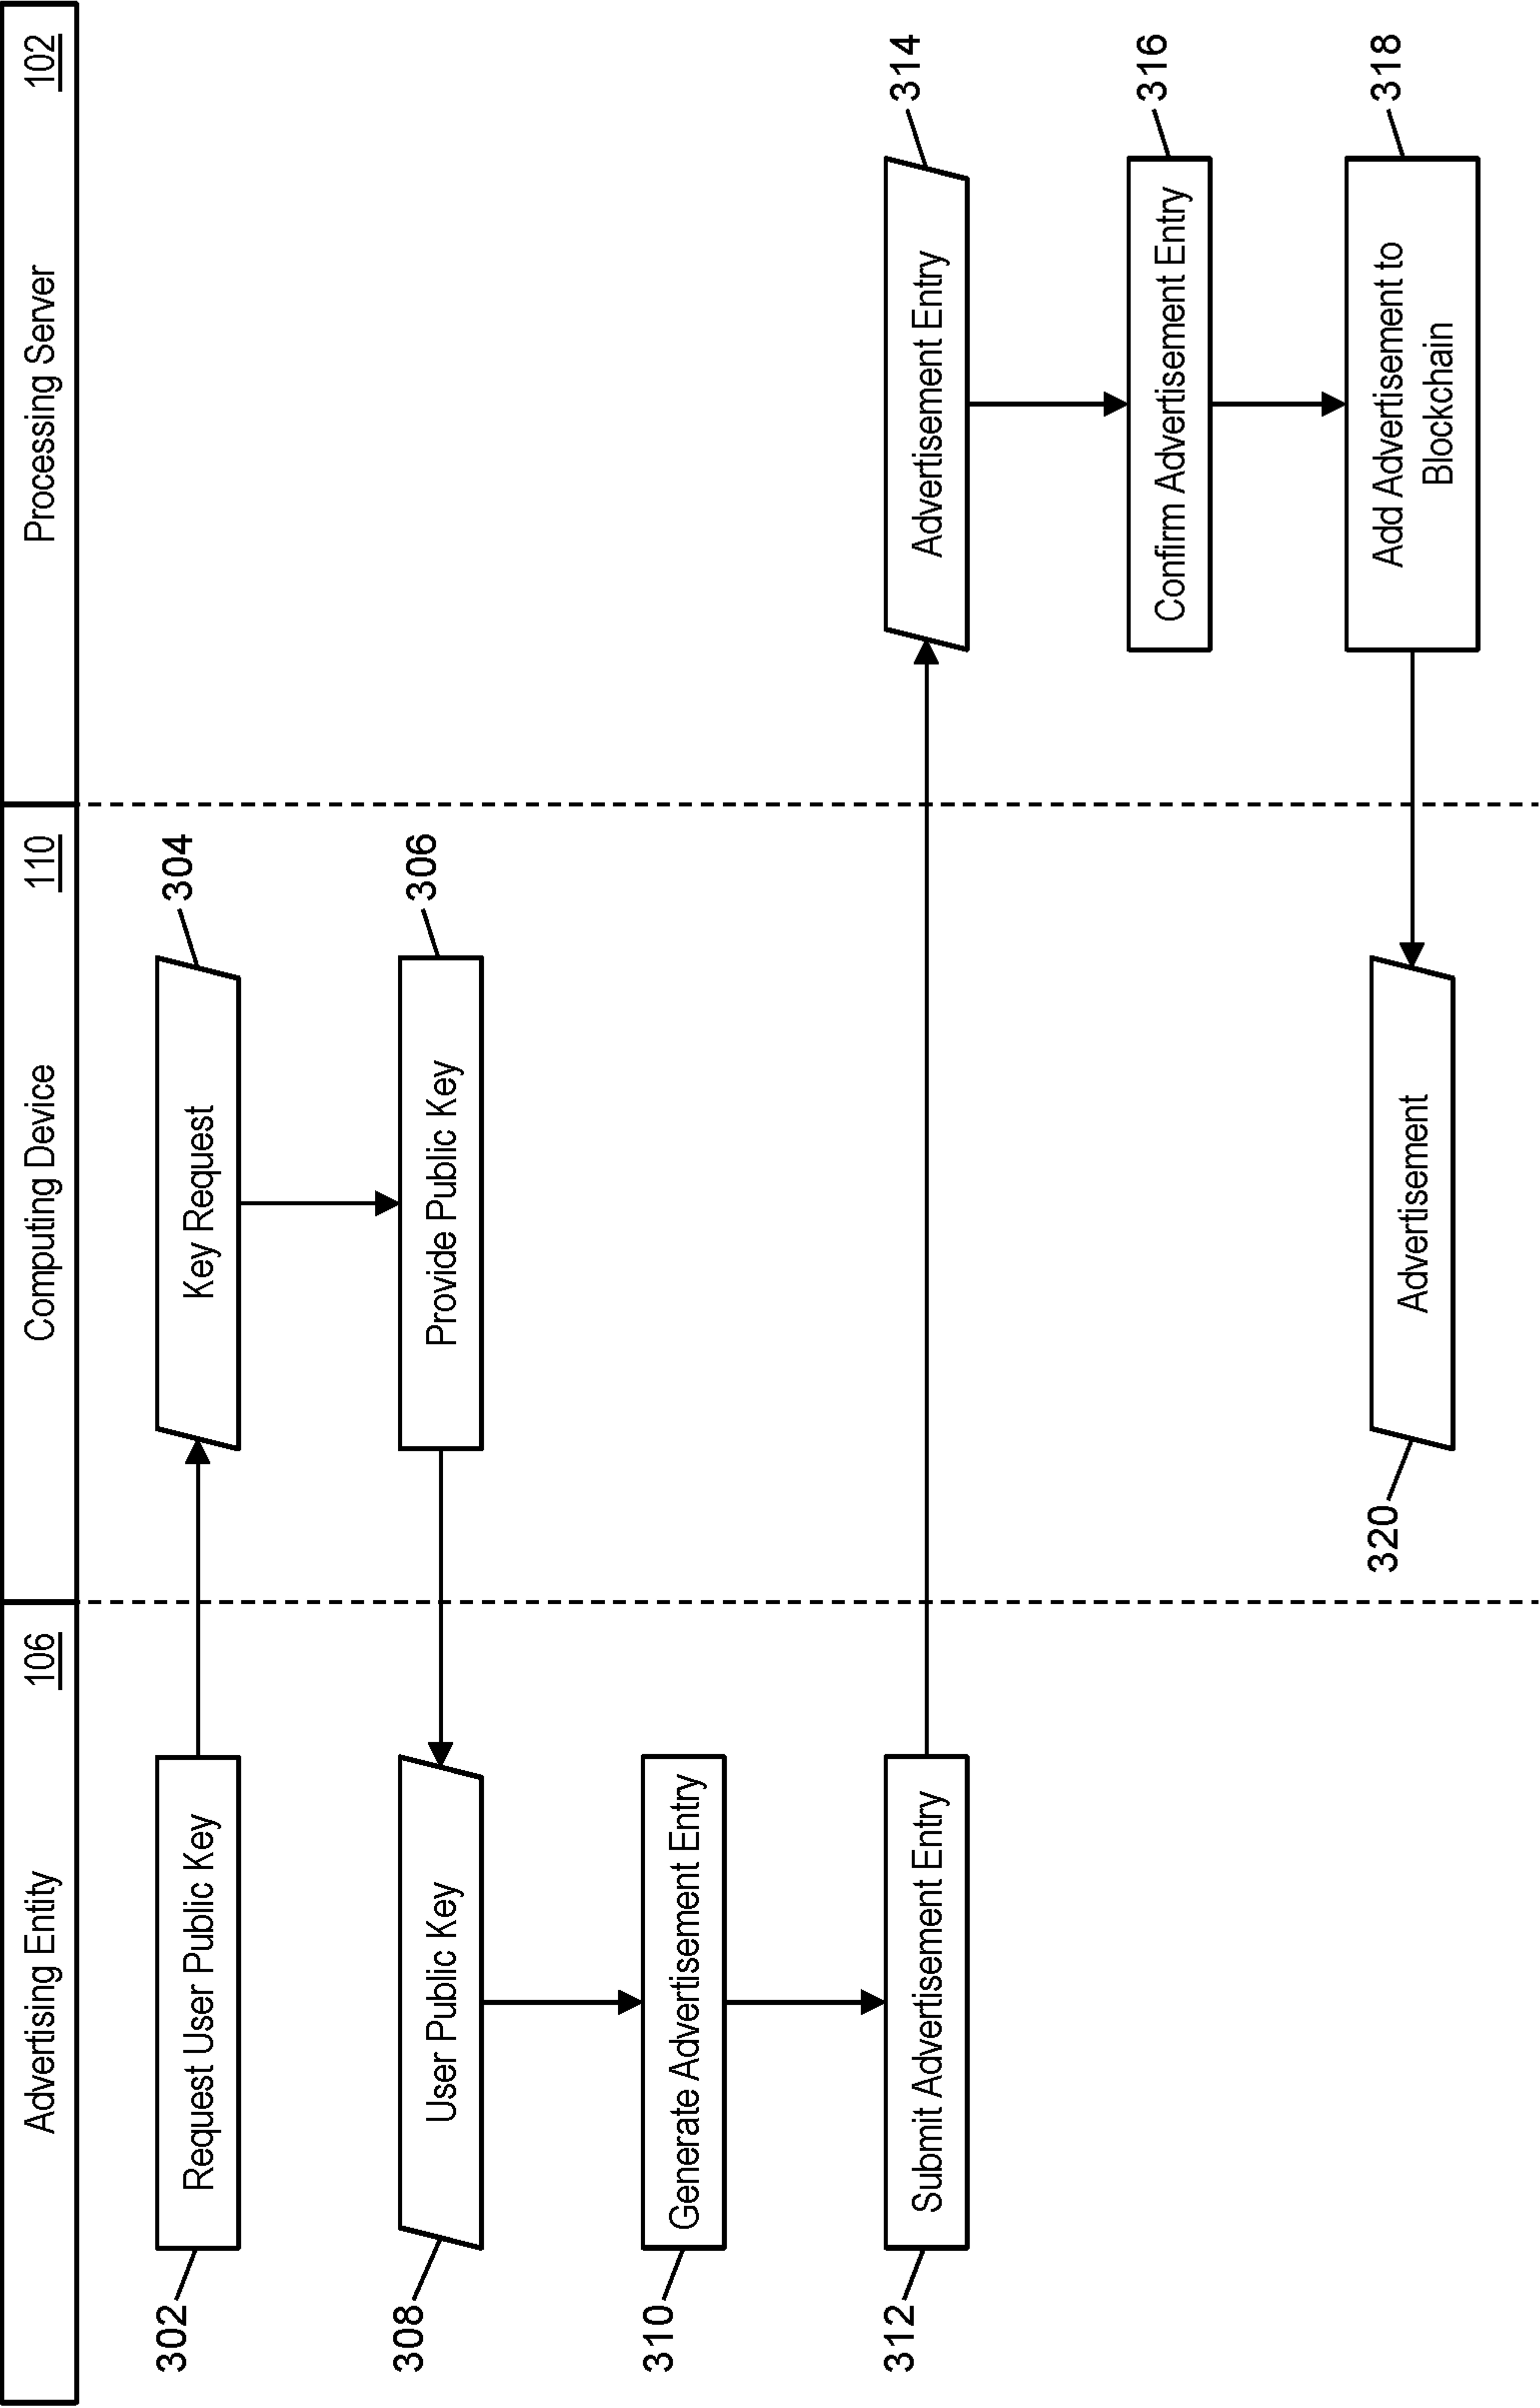 Advertising Entity 106
Computing Device 110
Processing Server 102
302
Request User Public Key
Key Request
304
Provide Public Key
306
308
User Public Key
310
Generate Advertisement Entry
312
Submit Advertisement Entry
Advertisement Entry
314
Confirm Advertisement Entry
316
Add Advertisement to
Blockchain
318
320
Advertisement